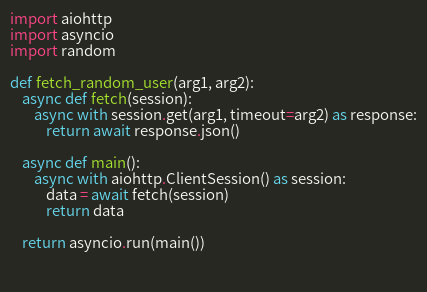 import aiohttp
import asyncio
import random

def fetch_random_user(arg1, arg2):
    async def fetch(session):
        async with session.get(arg1, timeout=arg2) as response:
            return await response.json()

    async def main():
        async with aiohttp.ClientSession() as session:
            data = await fetch(session)
            return data

    return asyncio.run(main())